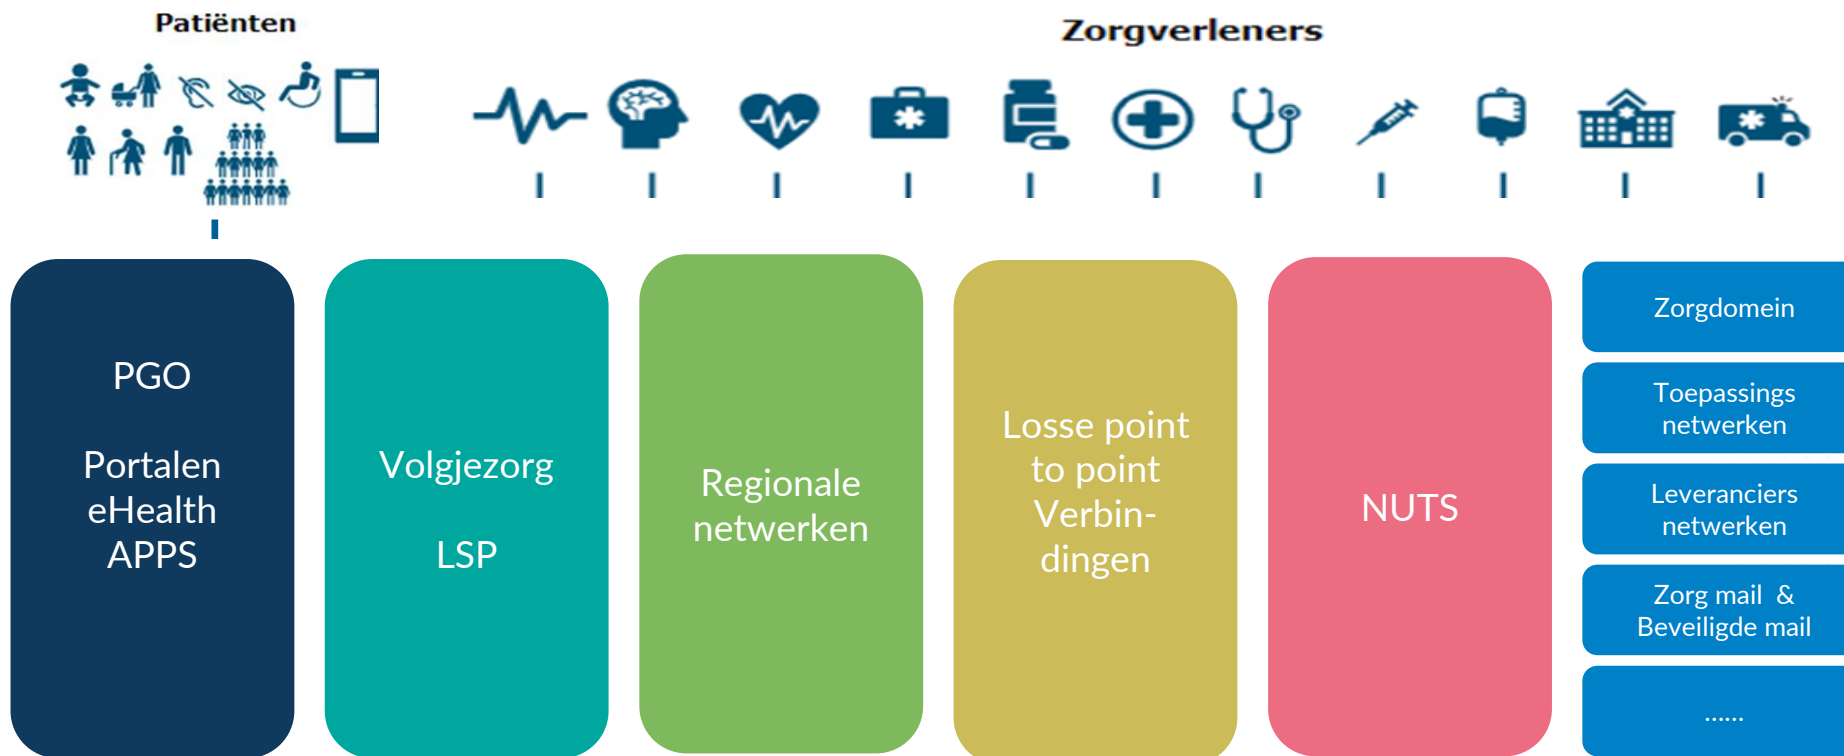 Patiënten
Zorgverleners
PGO
Portalen
eHealth
APPS
Volgjezorg
LSP
Regionale
netwerken
Losse point
to point
Verbin-
dingen
NUTS
Zorgdomein
Toepassings
netwerken
Leveranciers
netwerken
Zorg mail &
Beveiligde mail
......